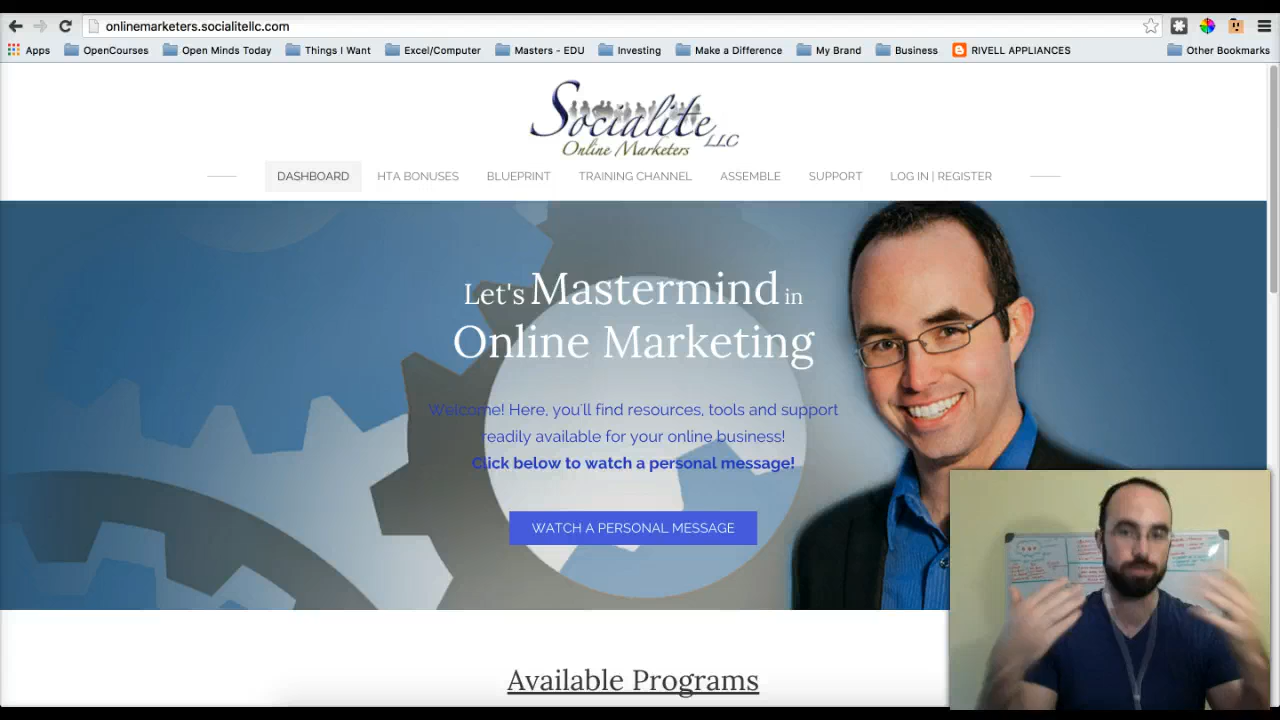 onlinemarketers.socialitellc.com
Apps OpenCourses Open Minds Today Things I Want Excel/Computer Masters - EDU Investing Make a Difference My Brand Business RIVELL APPLIANCES Other Bookmarks
Socialite LLC
Online Marketers
DASHBOARD HTA BONUSES BLUEPRINT TRAINING CHANNEL ASSEMBLE SUPPORT LOG IN | REGISTER
Let's Mastermind in
Online Marketing
Welcome! Here, you'll find resources, tools and support
readily available for your online business!
Click below to watch a personal message!
WATCH A PERSONAL MESSAGE
Available Programs